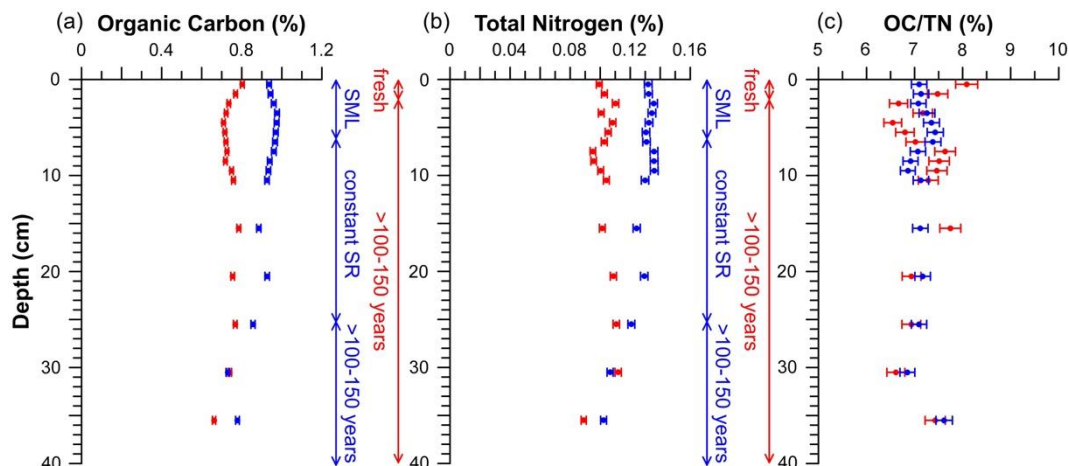 (a) Organic Carbon (%)
0 0.4 0.8 1.2
(b) Total Nitrogen (%)
0 0.04 0.08 0.12 0.16
(c) OC/TN (%)
5 6 7 8 9 10
Depth (cm)
0
10
20
30
40
SML
constant SR
>100-150 years
fresh
>100-150 years
0
10
20
30
40
SML
constant SR
>100-150 years
fresh
>100-150 years
0
10
20
30
40